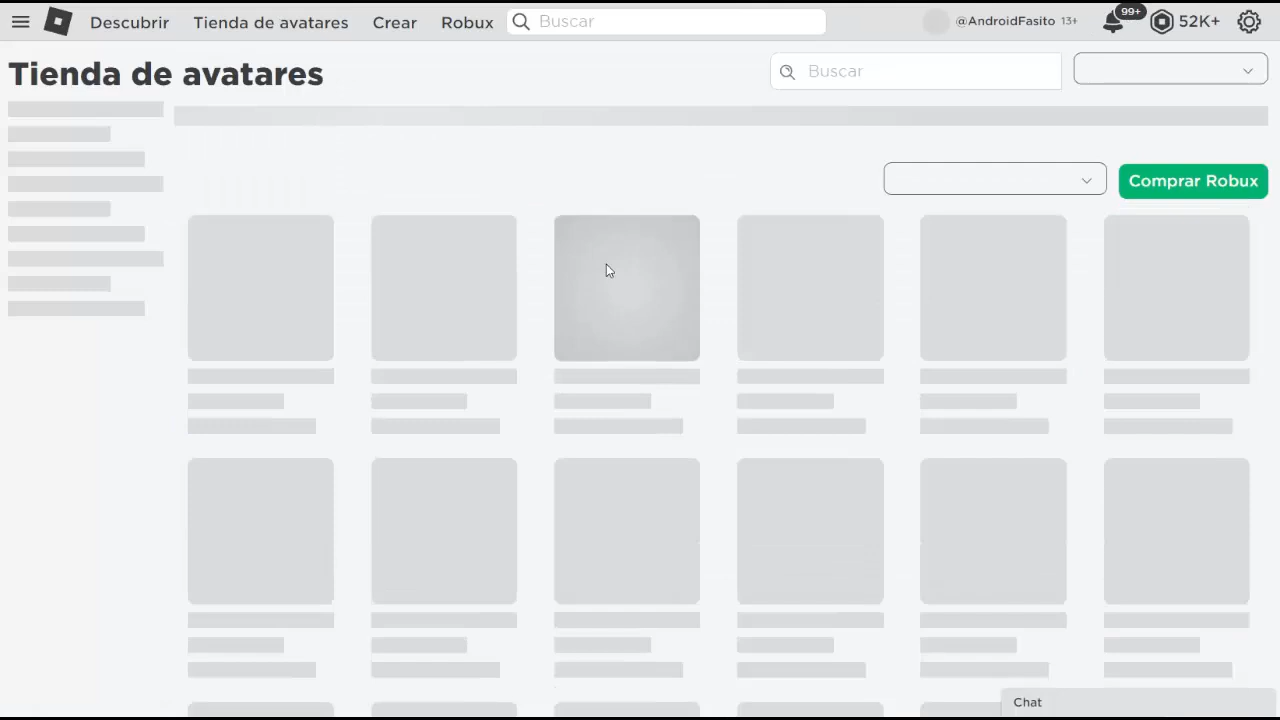 Descubrir Tienda de avatares Crear Robux Buscar @AndroidFasito 13+ 99+ 52K+
Tienda de avatares Buscar
Comprar Robux
Chat